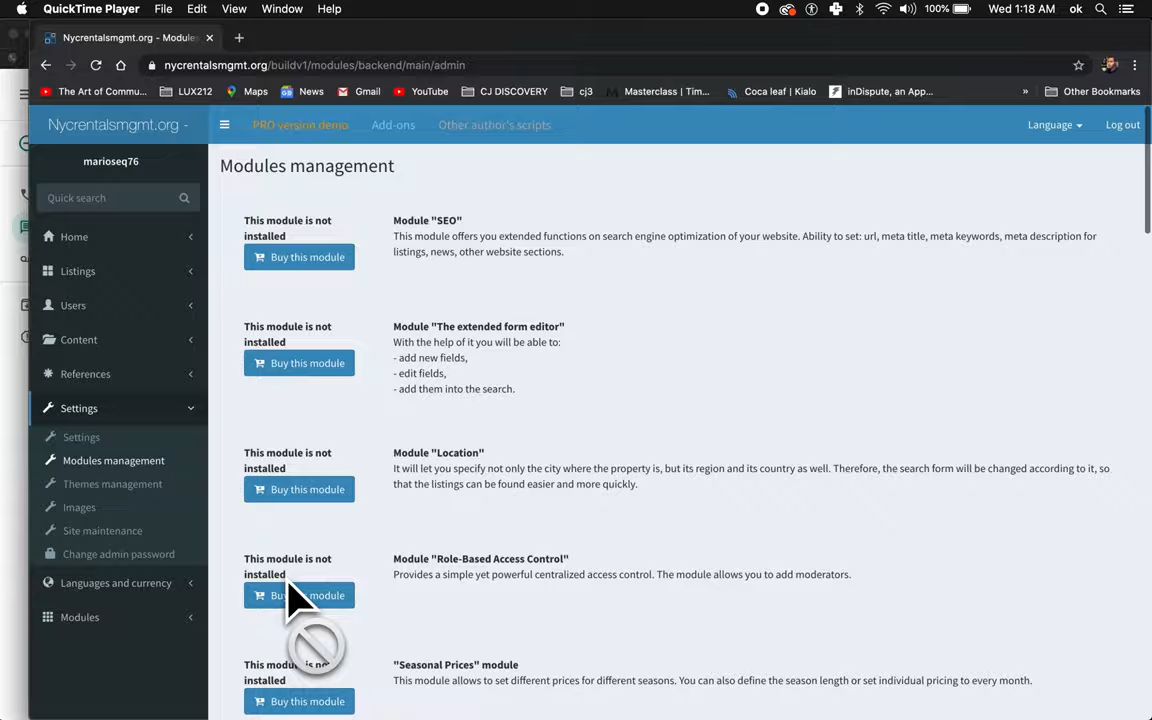 QuickTime Player File Edit View Window Help 100% Wed 1:18 AM ok
Nycrentalsmgmt.org - Modules
nycrentalsmgmt.org/buildv1/modules/backend/main/admin
The Art of Commu... LUX212 Maps News Gmail YouTube CJ DISCOVERY cj3 Masterclass | Tim... Coca leaf | Kialo inDispute, an App... » Other Bookmarks
Nycrentalsmgmt.org - PRO version demo Add-ons Other author's scripts Language Log out
marioseq76
Quick search
Home
Listings
Users
Content
References
Settings
Settings
Modules management
Themes management
Images
Site maintenance
Change admin password
Languages and currency
Modules
Modules management
This module is not
installed
Buy this module
Module "SEO"
This module offers you extended functions on search engine optimization of your website. Ability to set: url, meta title, meta keywords, meta description for
listings, news, other website sections.
This module is not
installed
Buy this module
Module "The extended form editor"
With the help of it you will be able to:
- add new fields,
- edit fields,
- add them into the search.
This module is not
installed
Buy this module
Module "Location"
It will let you specify not only the city where the property is, but its region and its country as well. Therefore, the search form will be changed according to it, so
that the listings can be found easier and more quickly.
This module is not
installed
Buy module
Module "Role-Based Access Control"
Provides a simple yet powerful centralized access control. The module allows you to add moderators.
This module is not
installed
Buy this module
"Seasonal Prices" module
This module allows to set different prices for different seasons. You can also define the season length or set individual pricing to every month.